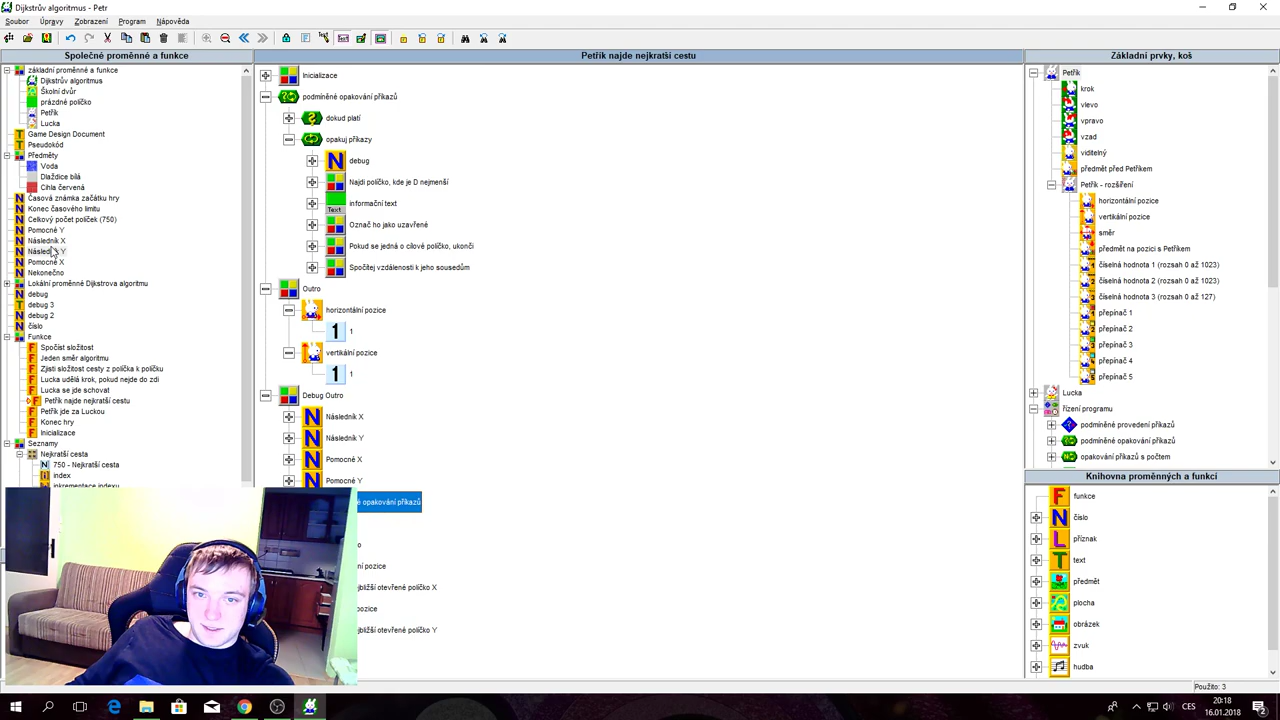 Dijkstrův algoritmus - Petr
Soubor Úpravy Zobrazení Program Nápověda
Společné proměnné a funkce
základní proměnné a funkce
Dijkstrův algoritmus
Školní dvůr
prázdné políčko
Petřík
Lucka
Game Design Document
Pseudokód
Předměty
Voda
Dlaždice bílá
Cihla červená
Časová známka začátku hry
Konec časového limitu
Celkový počet políček (750)
Pomocné Y
Následník X
Následník Y
Pomocné X
Nekonečno
Lokální proměnné Dijkstrova algoritmu
debug
debug 3
debug 2
číslo
Funkce
Spočíst složitost
Jeden směr algoritmu
Zjisti složitost cesty z políčka k políčku
Lucka udělá krok, pokud nejde do zdi
Lucka se jde schovat
Petřík najde nejkratší cestu
Petřík jde za Luckou
Konec hry
Inicializace
Seznamy
Nejkratší cesta
750 - Nejkratší cesta
index
inkrementace indexu
Petřík najde nejkratší cestu
Inicializace
podmíněné opakování příkazů
dokud platí
opakuj příkazy
debug
Najdi políčko, kde je D nejmenší
Text
informační text
Označ ho jako uzavřené
Pokud se jedná o cílové políčko, ukonči
Spočítej vzdálenosti k jeho sousedům
Outro
horizontální pozice
1 1
vertikální pozice
1 1
Debug Outro
Následník X
Následník Y
Pomocné X
Pomocné Y
opakování příkazů
Základní prvky, koš
Petřík
krok
vlevo
vpravo
vzad
viditelný
předmět před Petříkem
Petřík - rozšíření
horizontální pozice
vertikální pozice
směr
předmět na pozici s Petříkem
číselná hodnota 1 (rozsah 0 až 1023)
číselná hodnota 2 (rozsah 0 až 1023)
číselná hodnota 3 (rozsah 0 až 127)
přepínač 1
přepínač 2
přepínač 3
přepínač 4
přepínač 5
Lucka
řízení programu
podmíněné provedení příkazů
podmíněné opakování příkazů
opakování příkazů s počtem
Knihovna proměnných a funkcí
funkce
číslo
příznak
text
předmět
plocha
obrázek
zvuk
hudba
Použito: 3
CES
20:18
16.01.2018